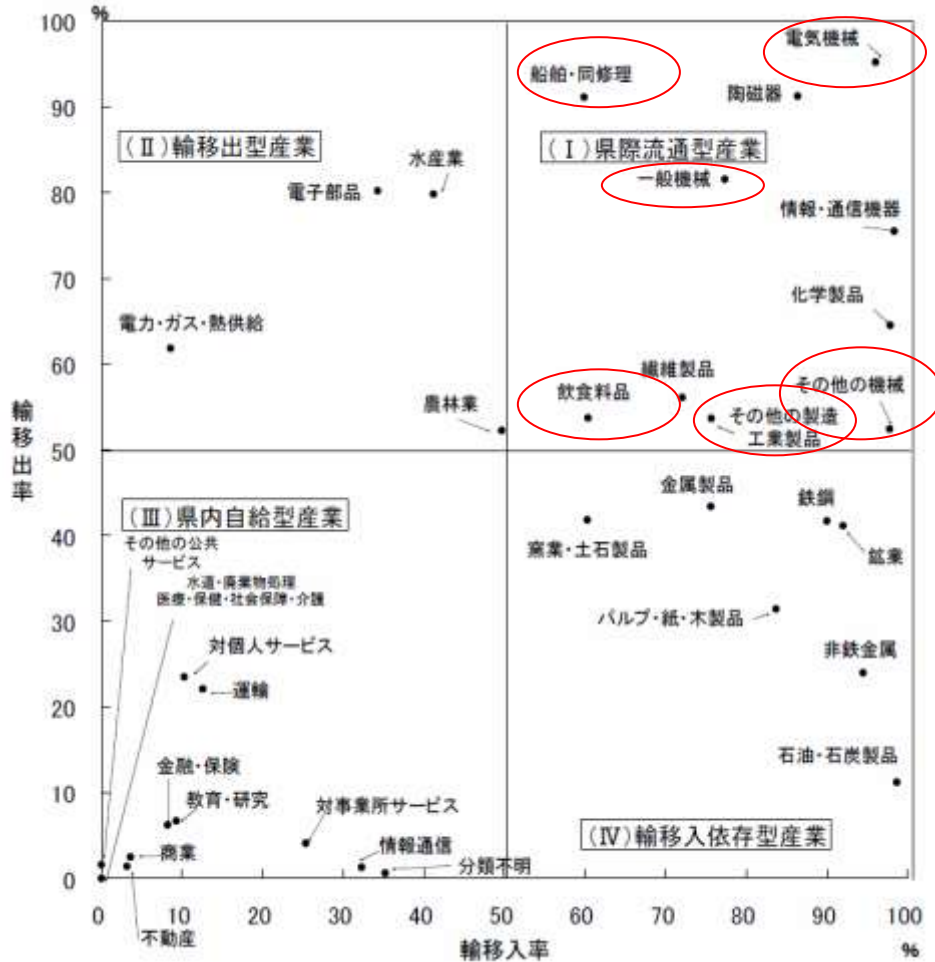 %
100
電気機械
船舶・同修理
90
陶磁器
(Ⅱ)輸移出型産業
水産業
(Ⅰ)県際流通型産業
80
電子部品
一般機械
情報・通信機器
70
化学製品
電力・ガス・熱供給
60
繊維製品
その他の機械
農林業
飲食料品
その他の製造
工業製品
輸移出率
50
金属製品
鉄鋼
(Ⅲ)県内自給型産業
40
その他の公共
サービス
窯業・土石製品
鉱業
水道・廃棄物処理
医療・保健・社会保障・介護
30
パルプ・紙・木製品
対個人サービス
非鉄金属
20
運輸
金融・保険
石油・石炭製品
10
教育・研究
対事業所サービス
(Ⅳ)輸移入依存型産業
商業
情報通信
分類不明
0
0 10 20 30 40 50 60 70 80 90 100
不動産
輸移入率
%